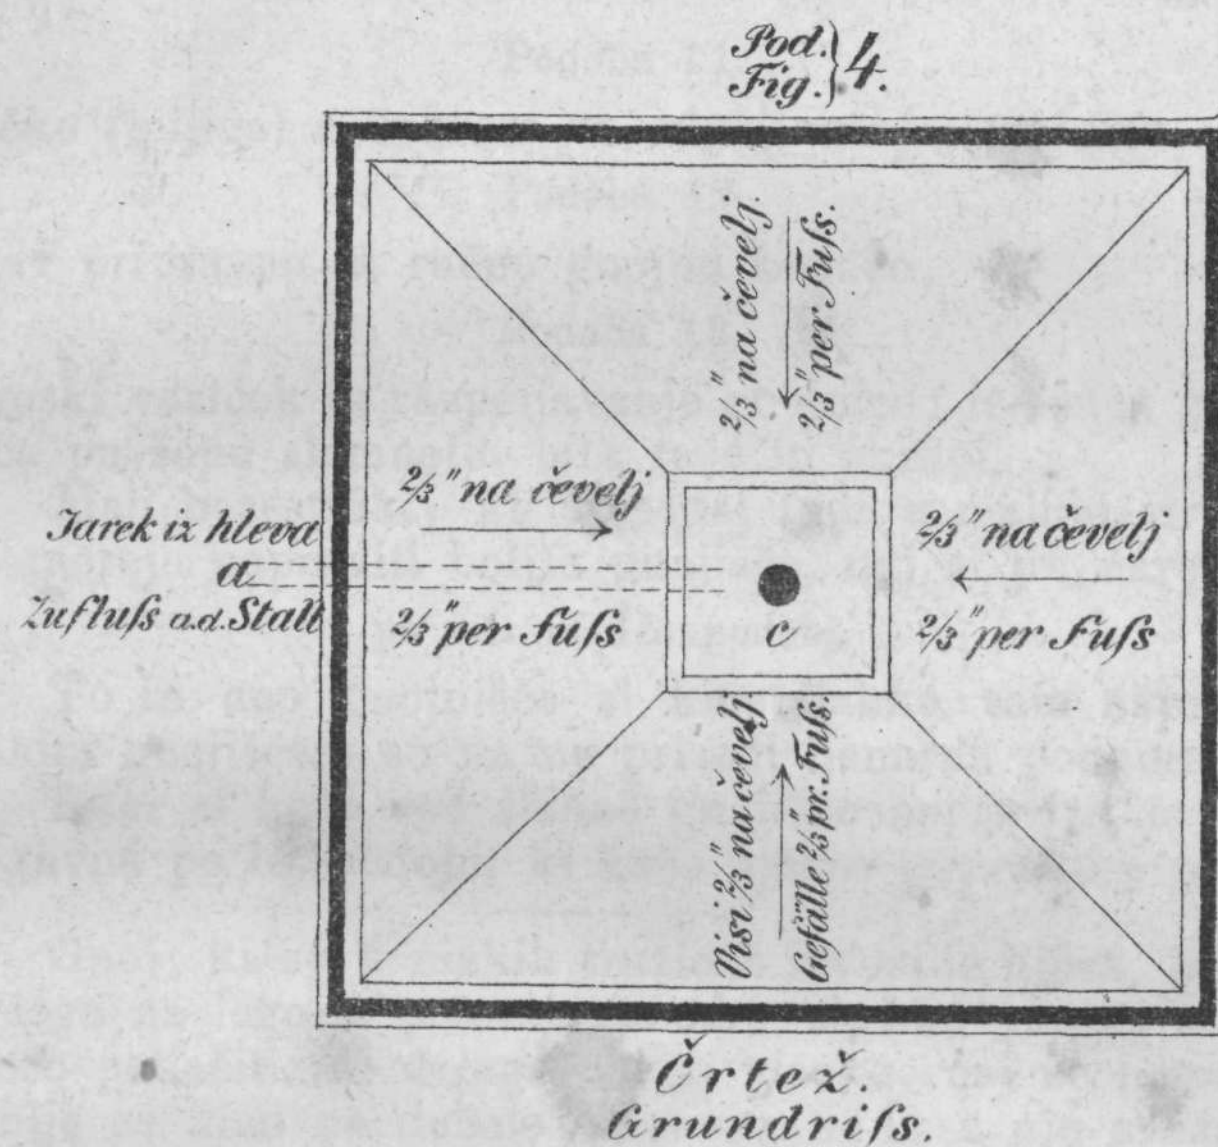 Pod. } 4.
Fig.
2/3" na čevelj.
2/3" per Fuſs.
2/3" na čevelj
Jarek iz hleva
a
Zufluſs a.d. Stall
2/3" per Fuſs
c
2/3" na čevelj
2/3" per Fuſs
Visi 2/3" na čevelj.
Gefälle 2/3" pr. Fuſs.
Črtež.
Grundriſs.